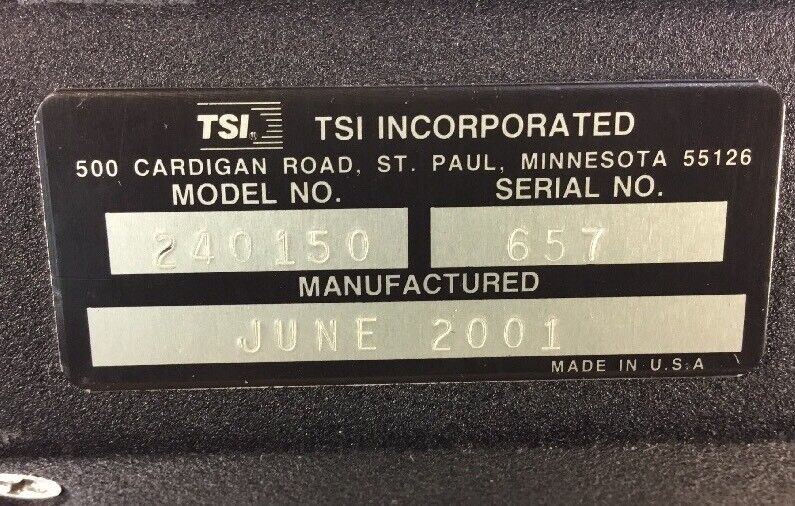 TSI TSI INCORPORATED
500 CARDIGAN ROAD, ST. PAUL, MINNESOTA 55126
MODEL NO. SERIAL NO.
240150 657
MANUFACTURED
JUNE 2001
MADE IN U.S.A